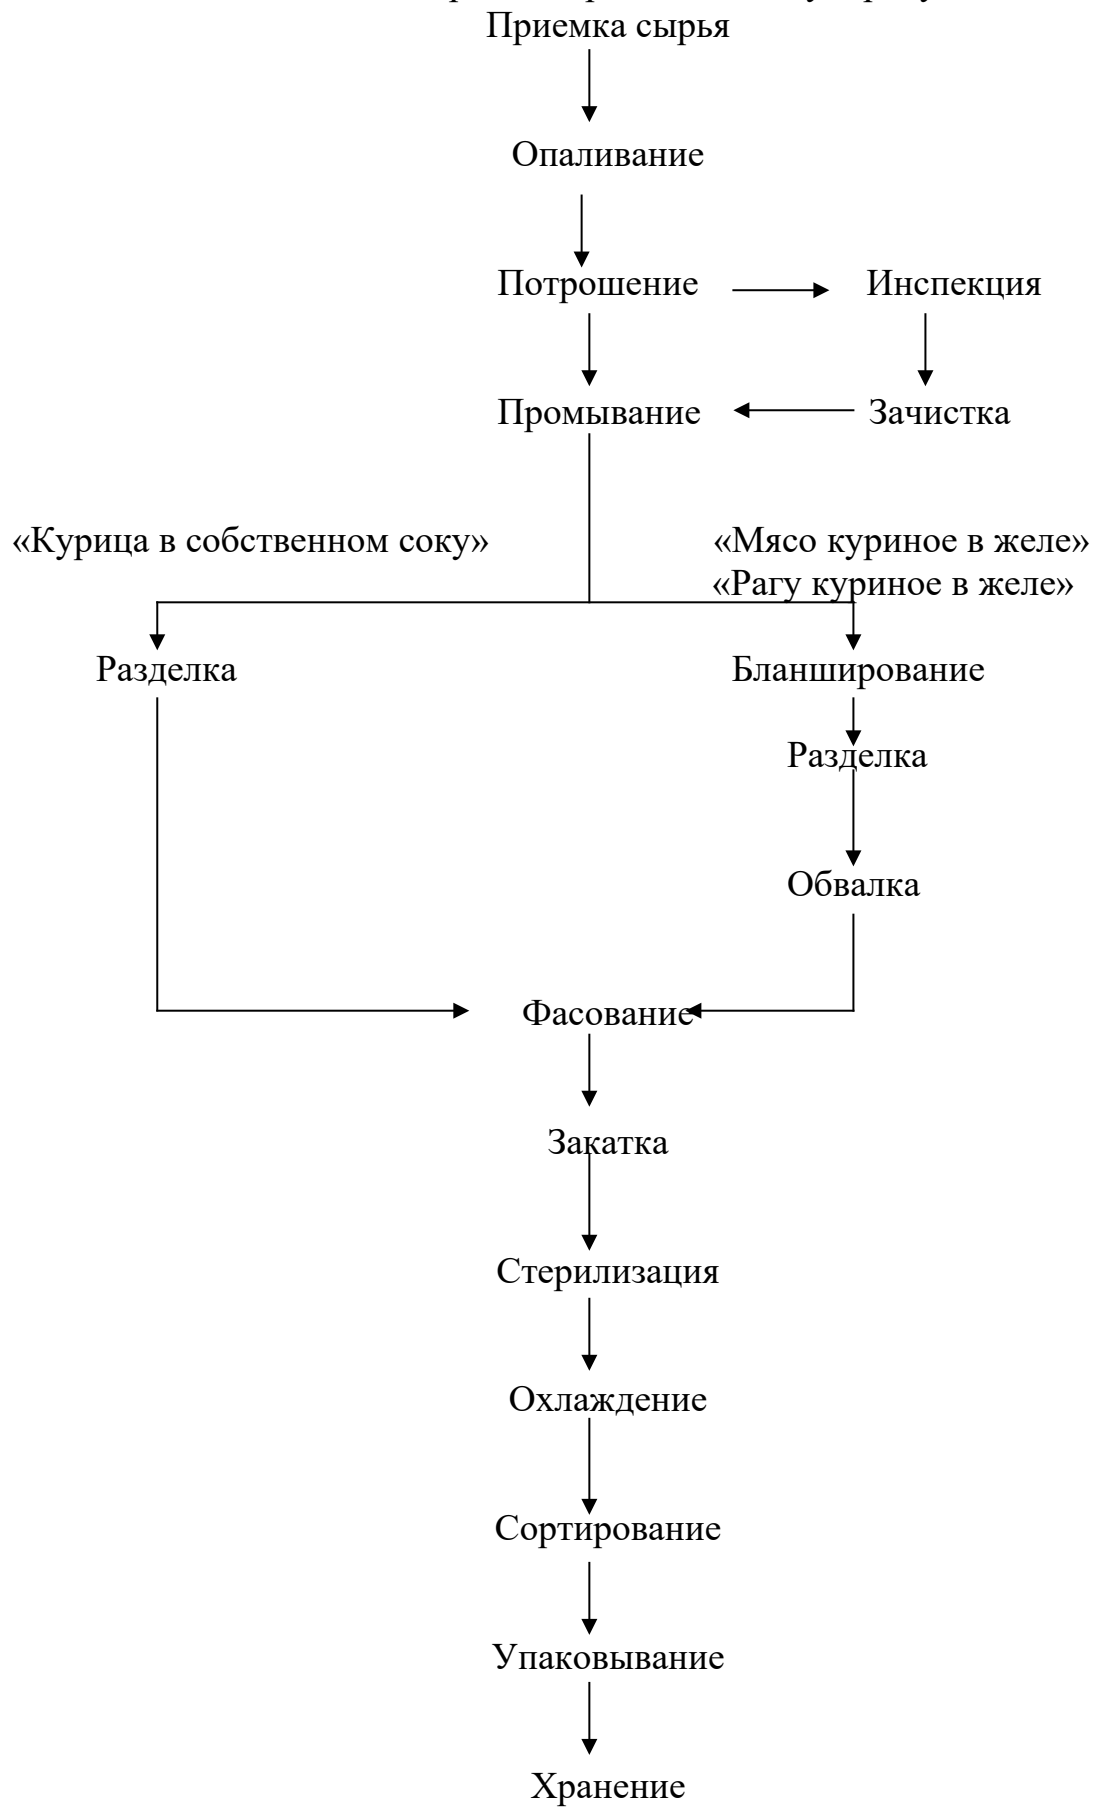 Приемка сырья
Опаливание
Потрошение Инспекция
Промывание Зачистка
«Курица в собственном соку» «Мясо куриное в желе»
«Рагу куриное в желе»
Разделка Бланширование
Разделка
Обвалка
Фасование
Закатка
Стерилизация
Охлаждение
Сортирование
Упаковывание
Хранение